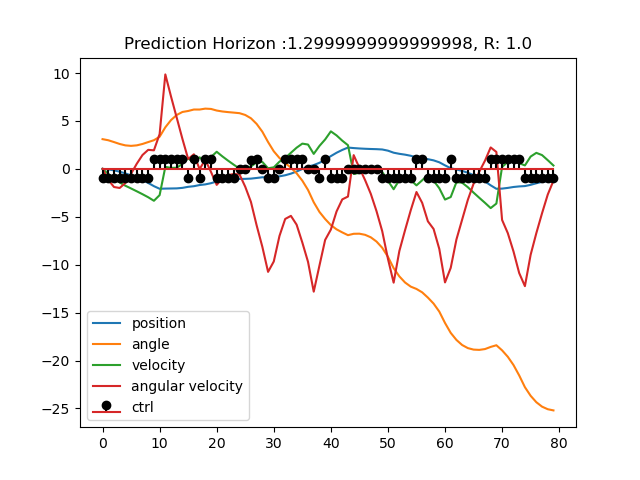 Prediction Horizon :1.2999999999999998, R: 1.0
10
5
0
−5
−10
−15
−20
−25
position
angle
velocity
angular velocity
ctrl
0 10 20 30 40 50 60 70 80